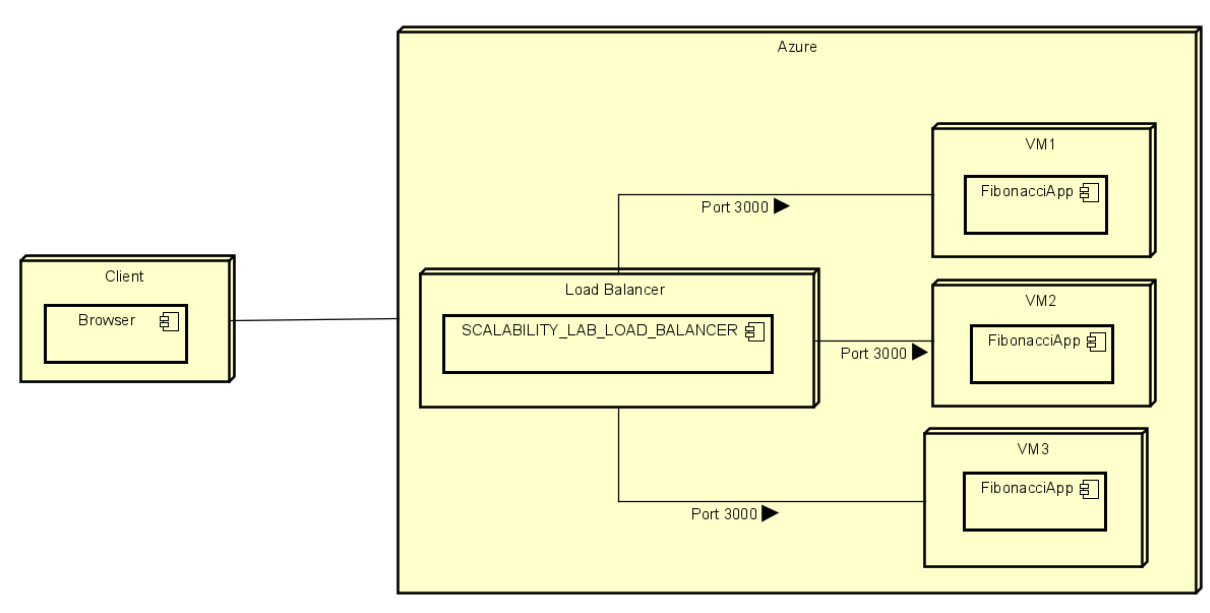 Azure
VM1
FibonacciApp
Port 3000
Client
Browser
Load Balancer
SCALABILITY_LAB_LOAD_BALANCER
VM2
FibonacciApp
Port 3000
VM3
FibonacciApp
Port 3000